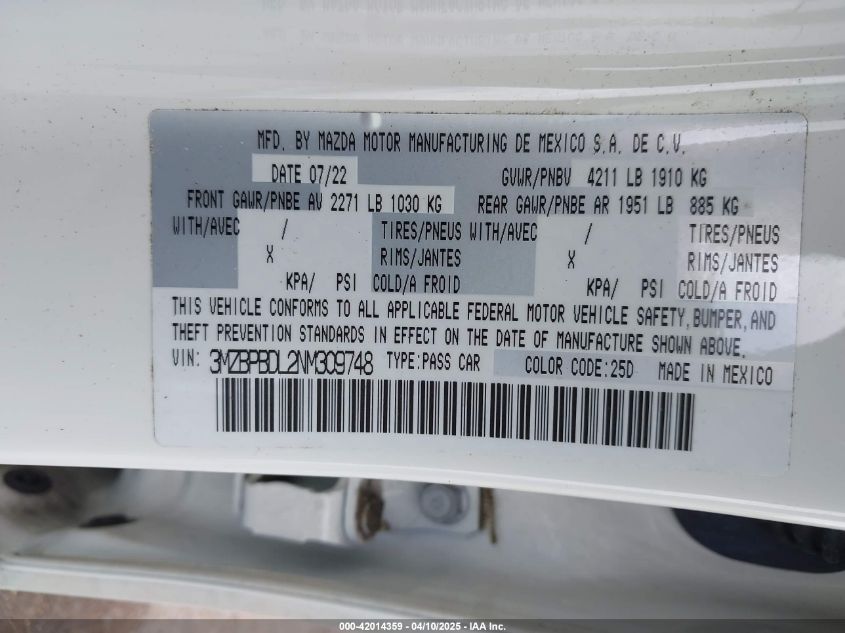 MFD. BY MAZDA MOTOR MANUFACTURING DE MEXICO S.A. DE C.V.
DATE 07/22 GVWR/PNBV 4211 LB 1910 KG
FRONT GAWR/PNBE AV 2271 LB 1030 KG REAR GAWR/PNBE AR 1951 LB 885 KG
WITH/AVEC / TIRES/PNEUS WITH/AVEC / TIRES/PNEUS
X RIMS/JANTES X RIMS/JANTES
KPA/ PSI COLD/A FROID KPA/ PSI COLD/A FROID
THIS VEHICLE CONFORMS TO ALL APPLICABLE FEDERAL MOTOR VEHICLE SAFETY, BUMPER, AND
THEFT PREVENTION STANDARDS IN EFFECT ON THE DATE OF MANUFACTURE SHOWN ABOVE.
VIN: 3MZBPBDL2NM309748 TYPE:PASS CAR COLOR CODE:25D MADE IN MEXICO
000-42014359 - 04/10/2025 - IAA Inc.